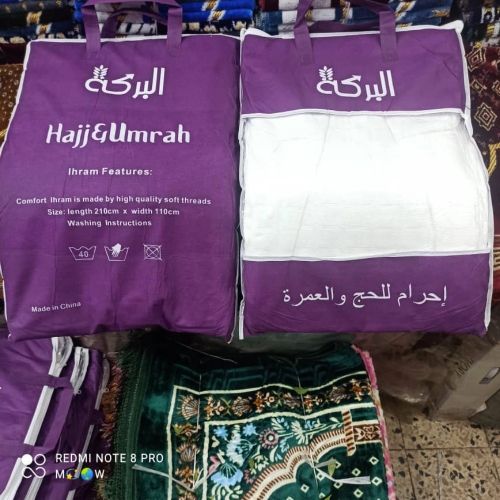 البركة
Hajj&Umrah
Ihram Features:
Comfort Ihram is made by high quality soft threads
Size: length 210cm x width 110cm
Washing Instructions
40
Made in China
البركة
إحرام للحج والعمرة
REDMI NOTE 8 PRO